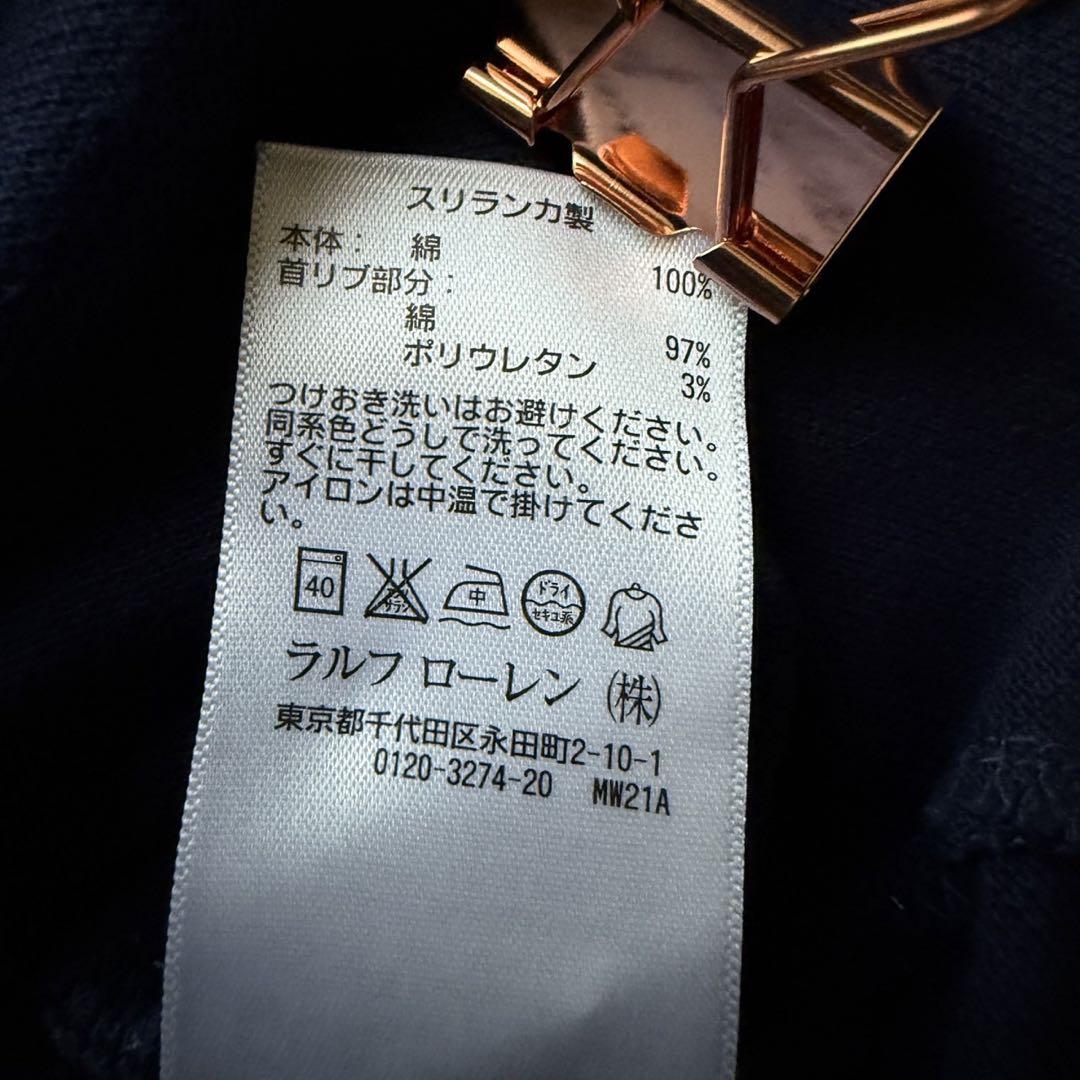 スリランカ製
本体： 綿 100%
首リブ部分：
綿 97%
ポリウレタン 3%
つけおき洗いはお避けください。
同系色どうしで洗ってください。
すぐに干してください。
アイロンは中温で掛けてくださ
い。
40 中 ドライ
セキユ系
ラルフ ローレン （株）
東京都千代田区永田町2-10-1
0120-3274-20 MW21A